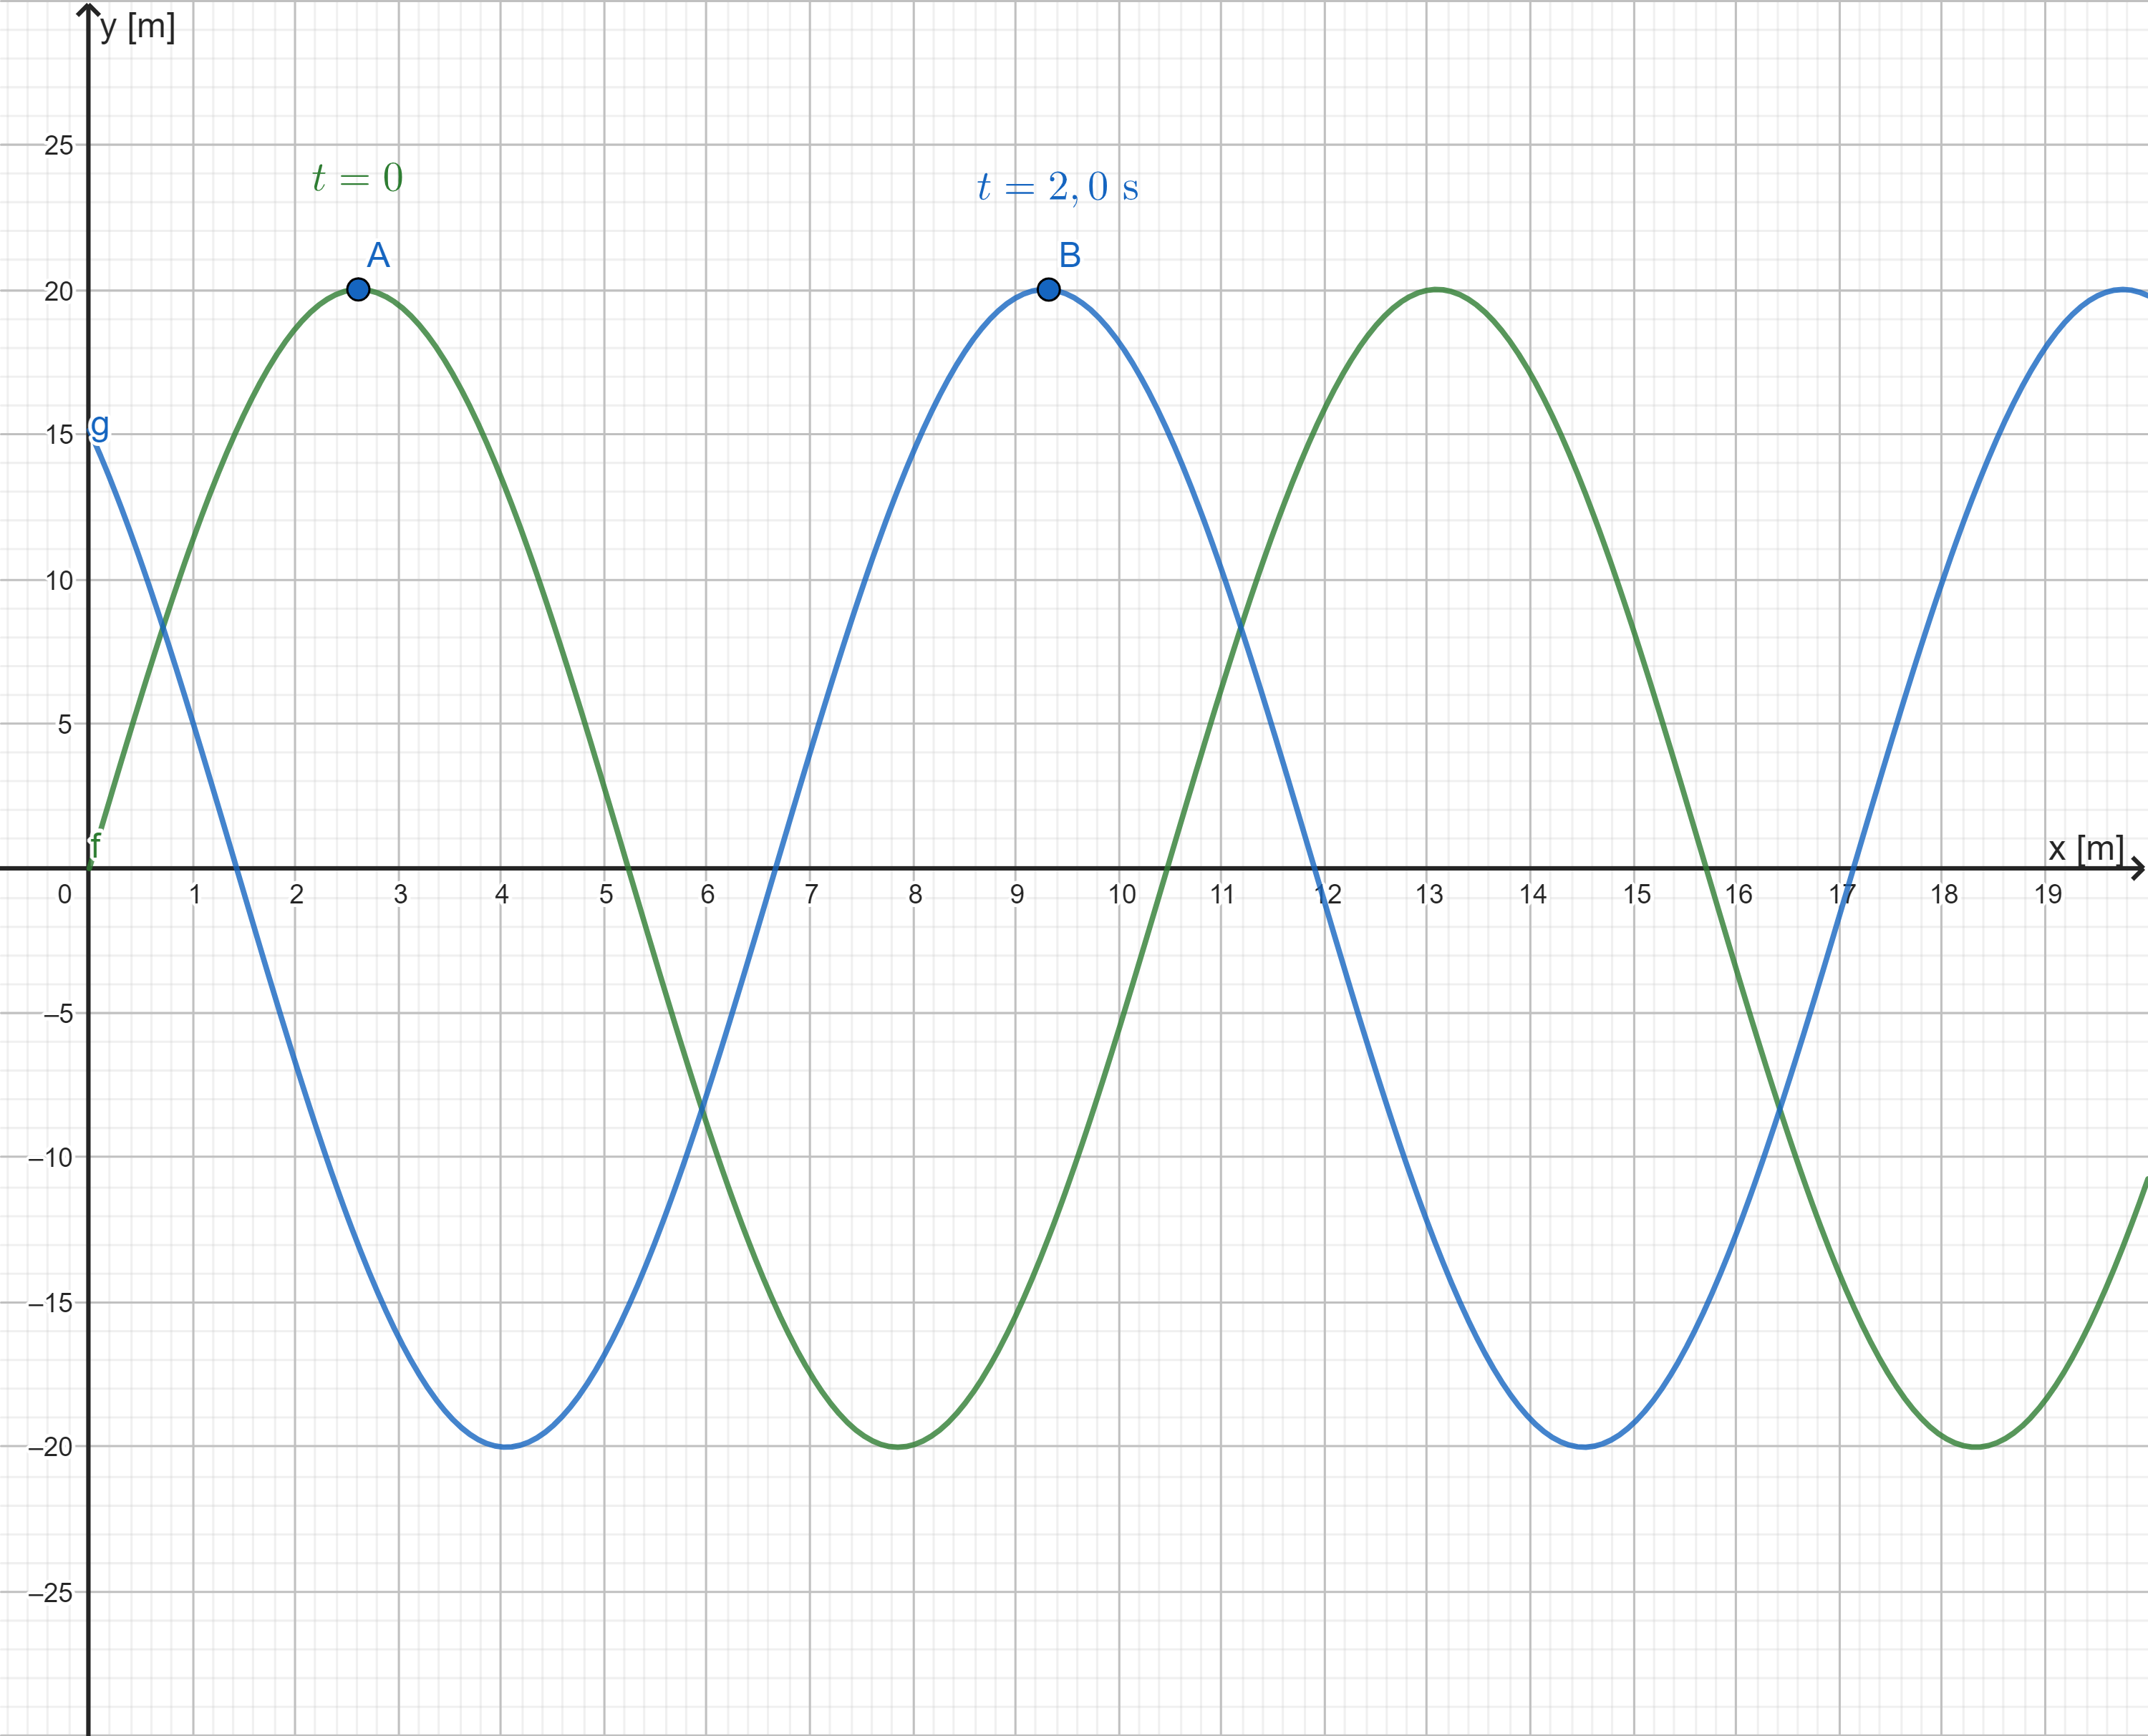 y [m]
25
t = 0
t = 2,0 s
A
B
20
g
15
10
5
f
x [m]
0 1 2 3 4 5 6 7 8 9 10 11 12 13 14 15 16 17 18 19
–5
–10
–15
–20
–25